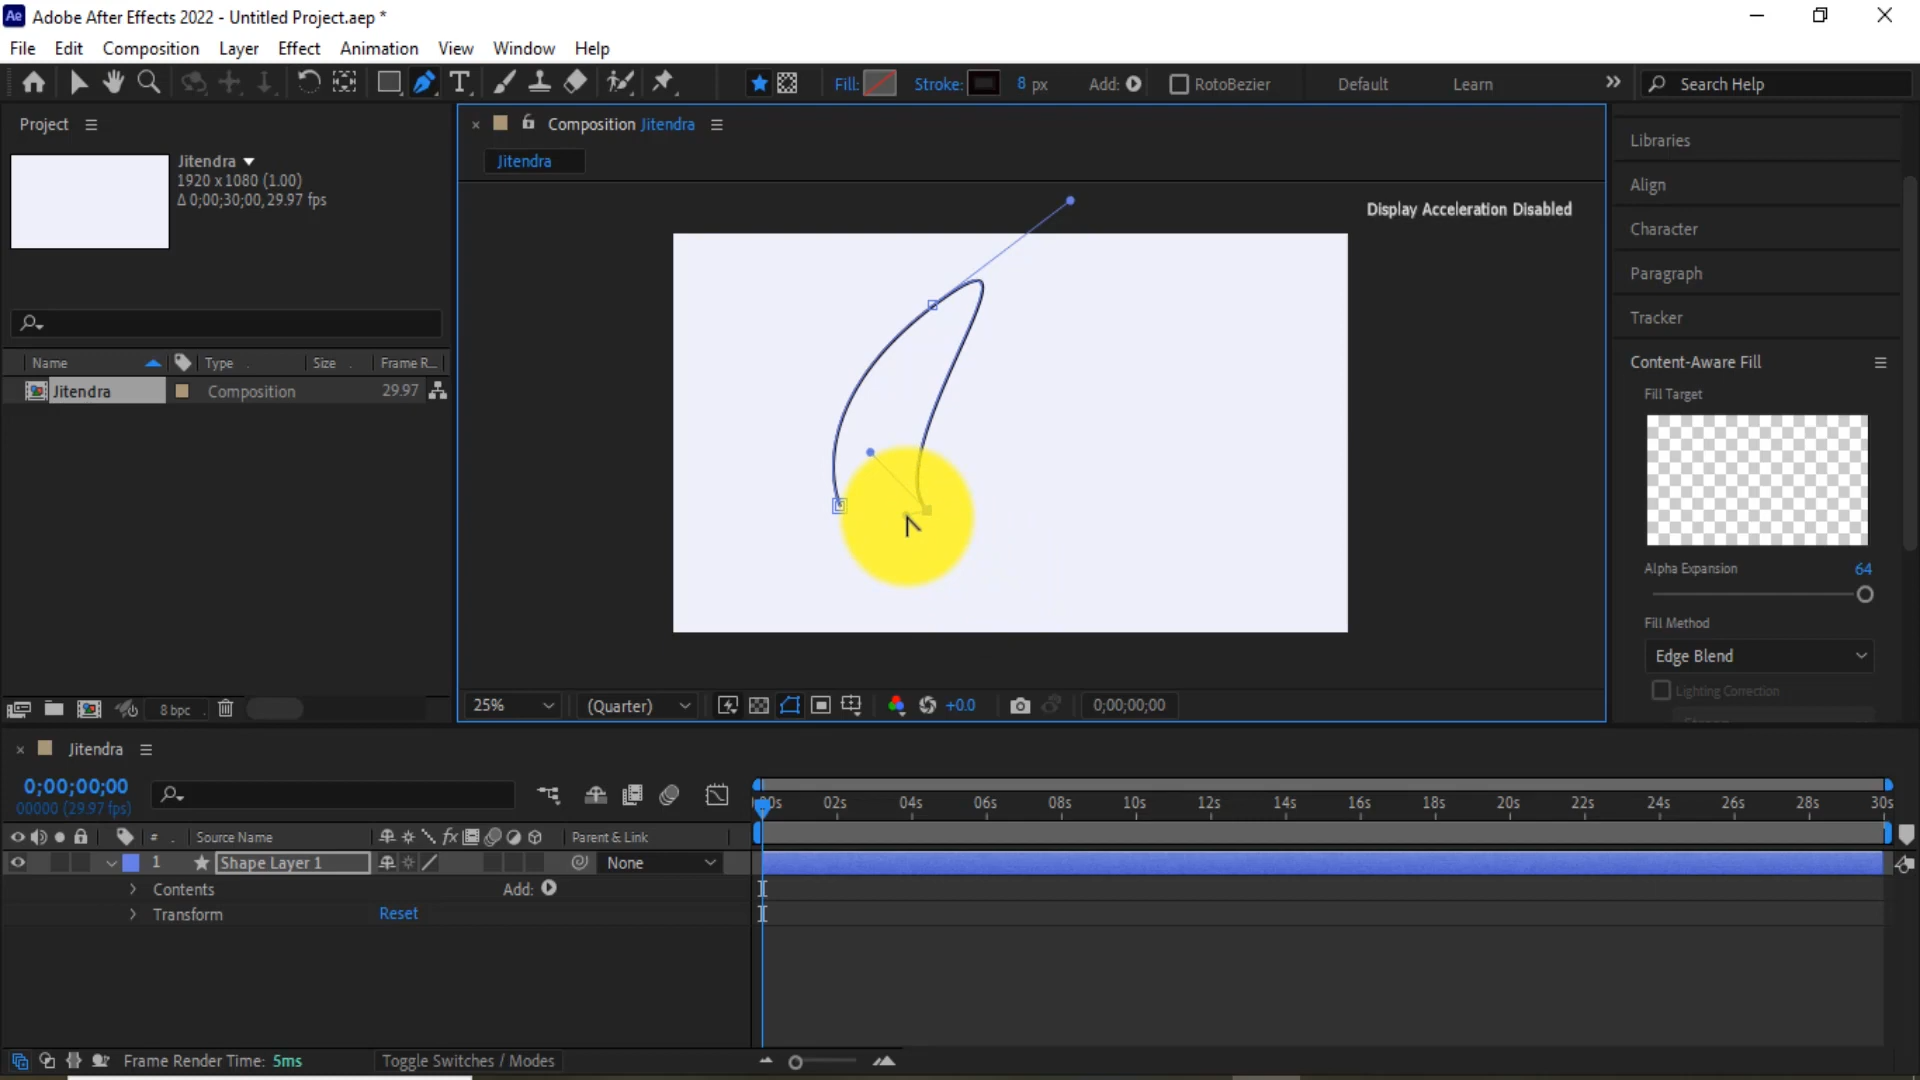 Ae Adobe After Effects 2022 - Untitled Project.aep *
File Edit Composition Layer Effect Animation View Window Help
Fill: Stroke: 8 px Add: RotoBezier Default Learn Search Help
Project
Composition Jitendra
Jitendra
Jitendra
1920 x 1080 (1.00)
Δ 0;00;30;00, 29.97 fps
Display Acceleration Disabled
Name Type Size Frame R...
Jitendra Composition 29.97
8 bpc
25% (Quarter) +0.0 0;00;00;00
Libraries
Align
Character
Paragraph
Tracker
Content-Aware Fill
Fill Target
Alpha Expansion 64
Fill Method
Edge Blend
Lighting Correction
Jitendra
0;00;00;00
00000 (29.97 fps)
02s 04s 06s 08s 10s 12s 14s 16s 18s 20s 22s 24s 26s 28s 30s
# Source Name fx Parent & Link
1 Shape Layer 1 None
Contents Add:
Transform Reset
Frame Render Time: 5ms Toggle Switches / Modes